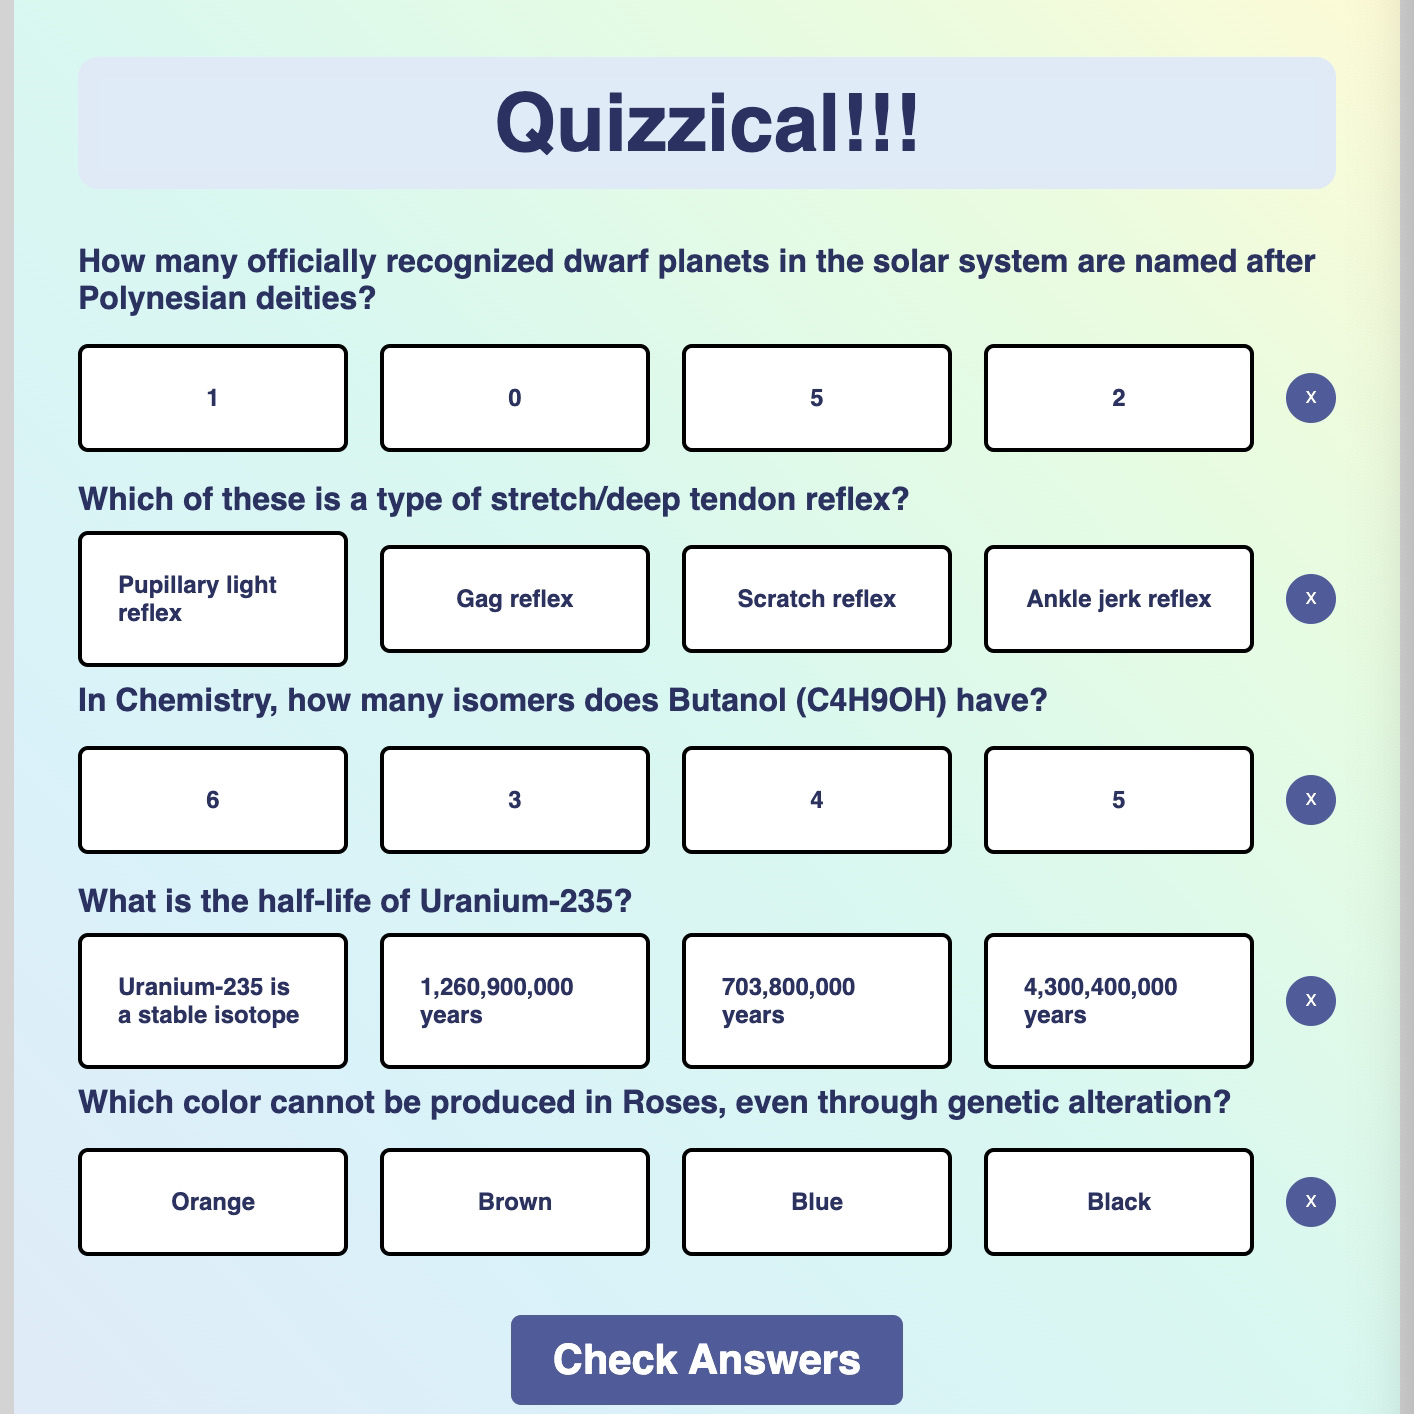 Quizzical!!!
How many officially recognized dwarf planets in the solar system are named after
Polynesian deities?
1
0
5
2
x
Which of these is a type of stretch/deep tendon reflex?
Pupillary light
reflex
Gag reflex
Scratch reflex
Ankle jerk reflex
x
In Chemistry, how many isomers does Butanol (C4H9OH) have?
6
3
4
5
x
What is the half-life of Uranium-235?
Uranium-235 is
a stable isotope
1,260,900,000
years
703,800,000
years
4,300,400,000
years
x
Which color cannot be produced in Roses, even through genetic alteration?
Orange
Brown
Blue
Black
x
Check Answers